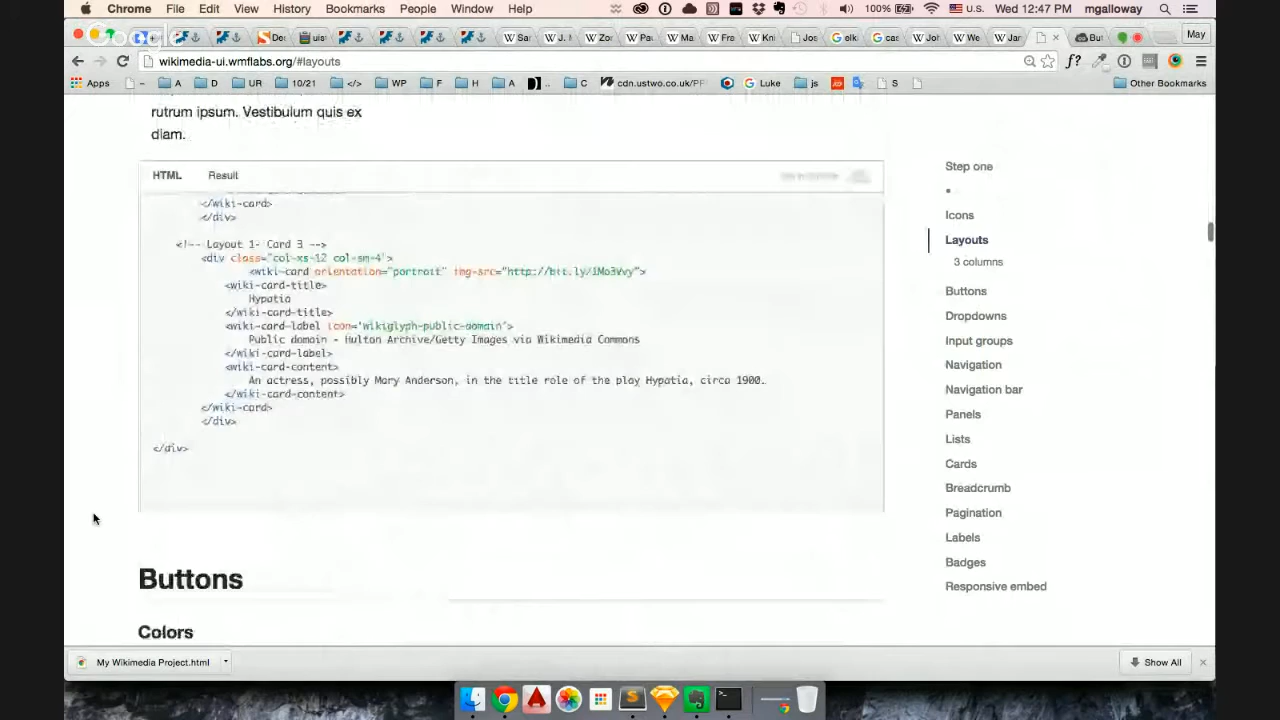 Chrome File Edit View History Bookmarks People Window Help 100% U.S. Wed 12:47 PM mgalloway
May
wikimedia-ui.wmflabs.org/#layouts
Apps D UR 10/21 </> WP F H A C cdn.ustwo.co.uk/PP Luke js S Other Bookmarks
rutrum ipsum. Vestibulum quis ex
diam.
HTML Result
</wiki-card>
</div>
<!-- Layout 1- Card 3 -->
<div class="col-xs-12 col-sm-4">
<wiki-card orientation="portrait" img-src="http://bit.ly/1Mo3Vvy">
<wiki-card-title>
Hypatia
</wiki-card-title>
<wiki-card-label icon='wikiglyph-public-domain'>
Public domain - Hulton Archive/Getty Images via Wikimedia Commons
</wiki-card-label>
<wiki-card-content>
An actress, possibly Mary Anderson, in the title role of the play Hypatia, circa 1900.
</wiki-card-content>
</wiki-card>
</div>
</div>
Buttons
Colors
Step one
Icons
Layouts
3 columns
Buttons
Dropdowns
Input groups
Navigation
Navigation bar
Panels
Lists
Cards
Breadcrumb
Pagination
Labels
Badges
Responsive embed
My Wikimedia Project.html Show All